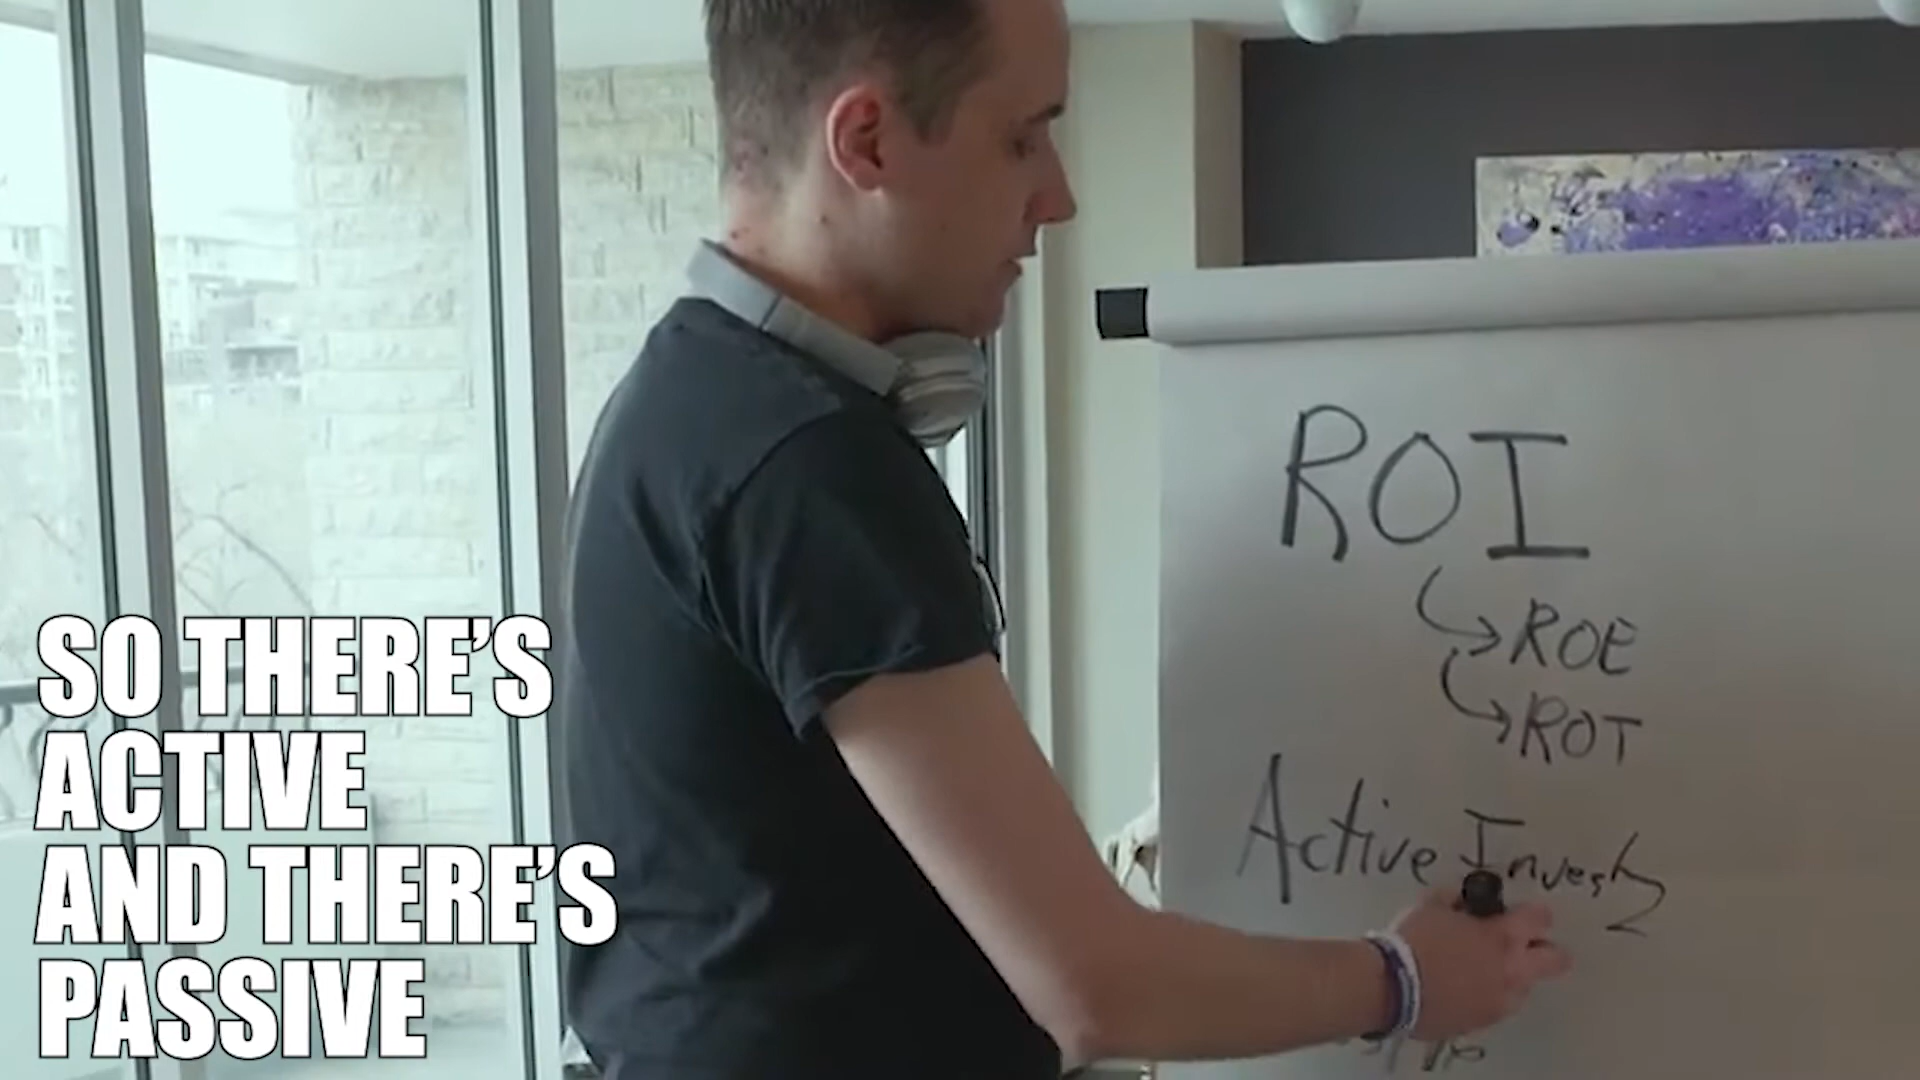 SO THERE'S
ACTIVE
AND THERE'S
PASSIVE
ROI
ROE
ROT
Active